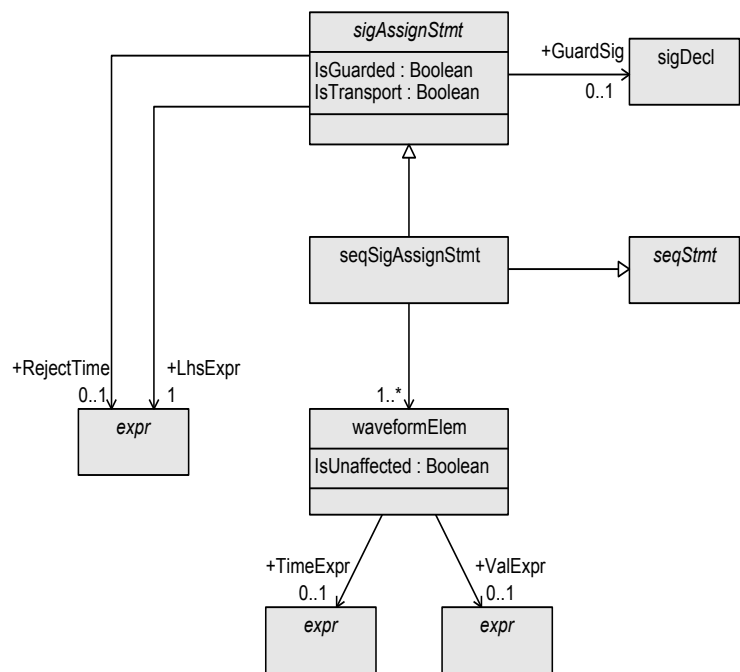 sigAssignStmt
IsGuarded : Boolean
IsTransport : Boolean
+GuardSig
0..1
sigDecl
seqSigAssignStmt
seqStmt
+RejectTime
0..1
+LhsExpr
1
expr
1..*
waveformElem
IsUnaffected : Boolean
+TimeExpr
0..1
+ValExpr
0..1
expr
expr